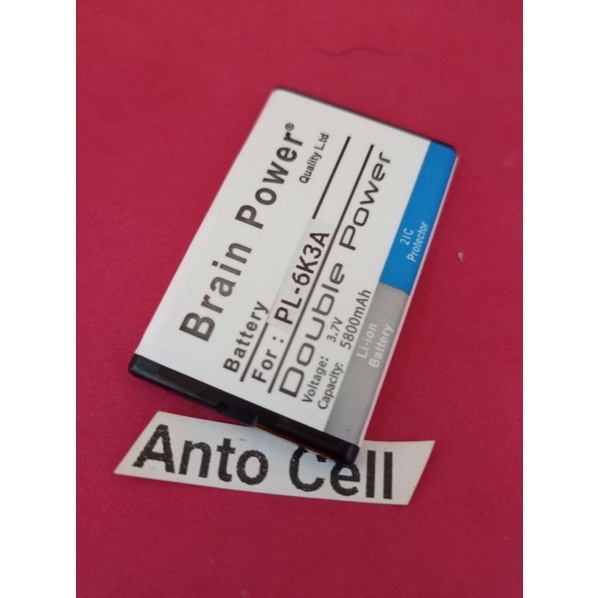 Brain Power®
Quality L.td
Battery
For : PL-6K3A
Double Power
Voltage: 3.7V
Capacity: 5800mAh
2IC
Protector
Li-ion
Battery
Anto Cell